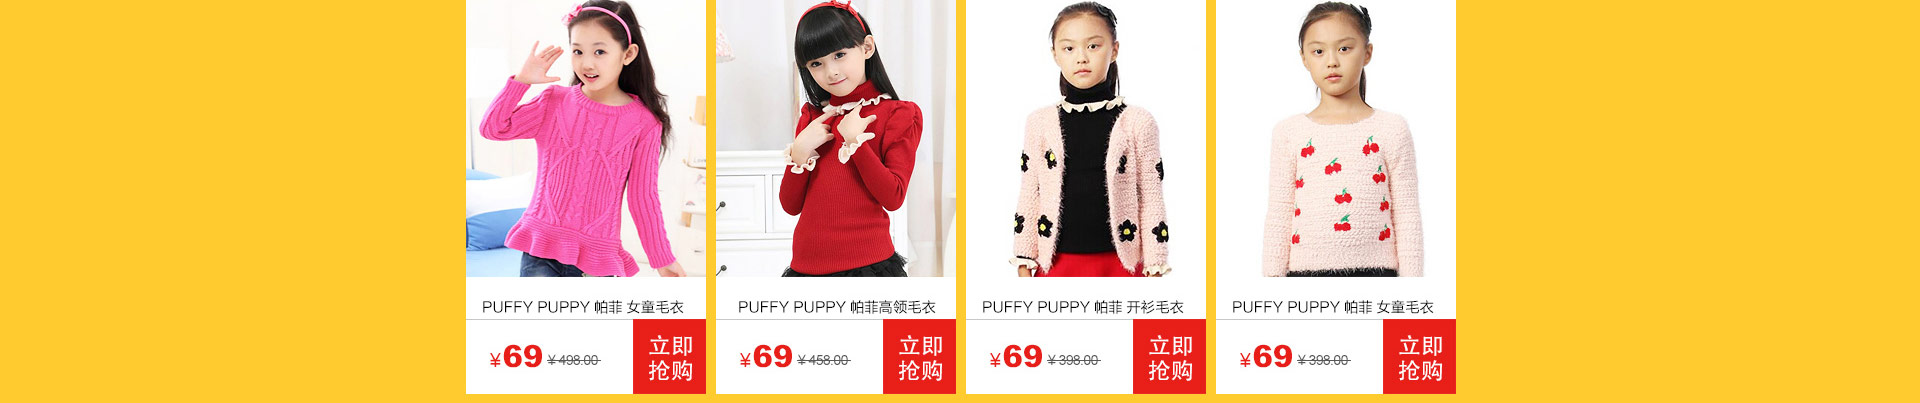 PUFFY PUPPY 帕菲 女童毛衣
¥69 ¥498.00
立即
抢购
PUFFY PUPPY 帕菲高领毛衣
¥69 ¥458.00
立即
抢购
PUFFY PUPPY 帕菲 开衫毛衣
¥69 ¥398.00
立即
抢购
PUFFY PUPPY 帕菲 女童毛衣
¥69 ¥398.00
立即
抢购